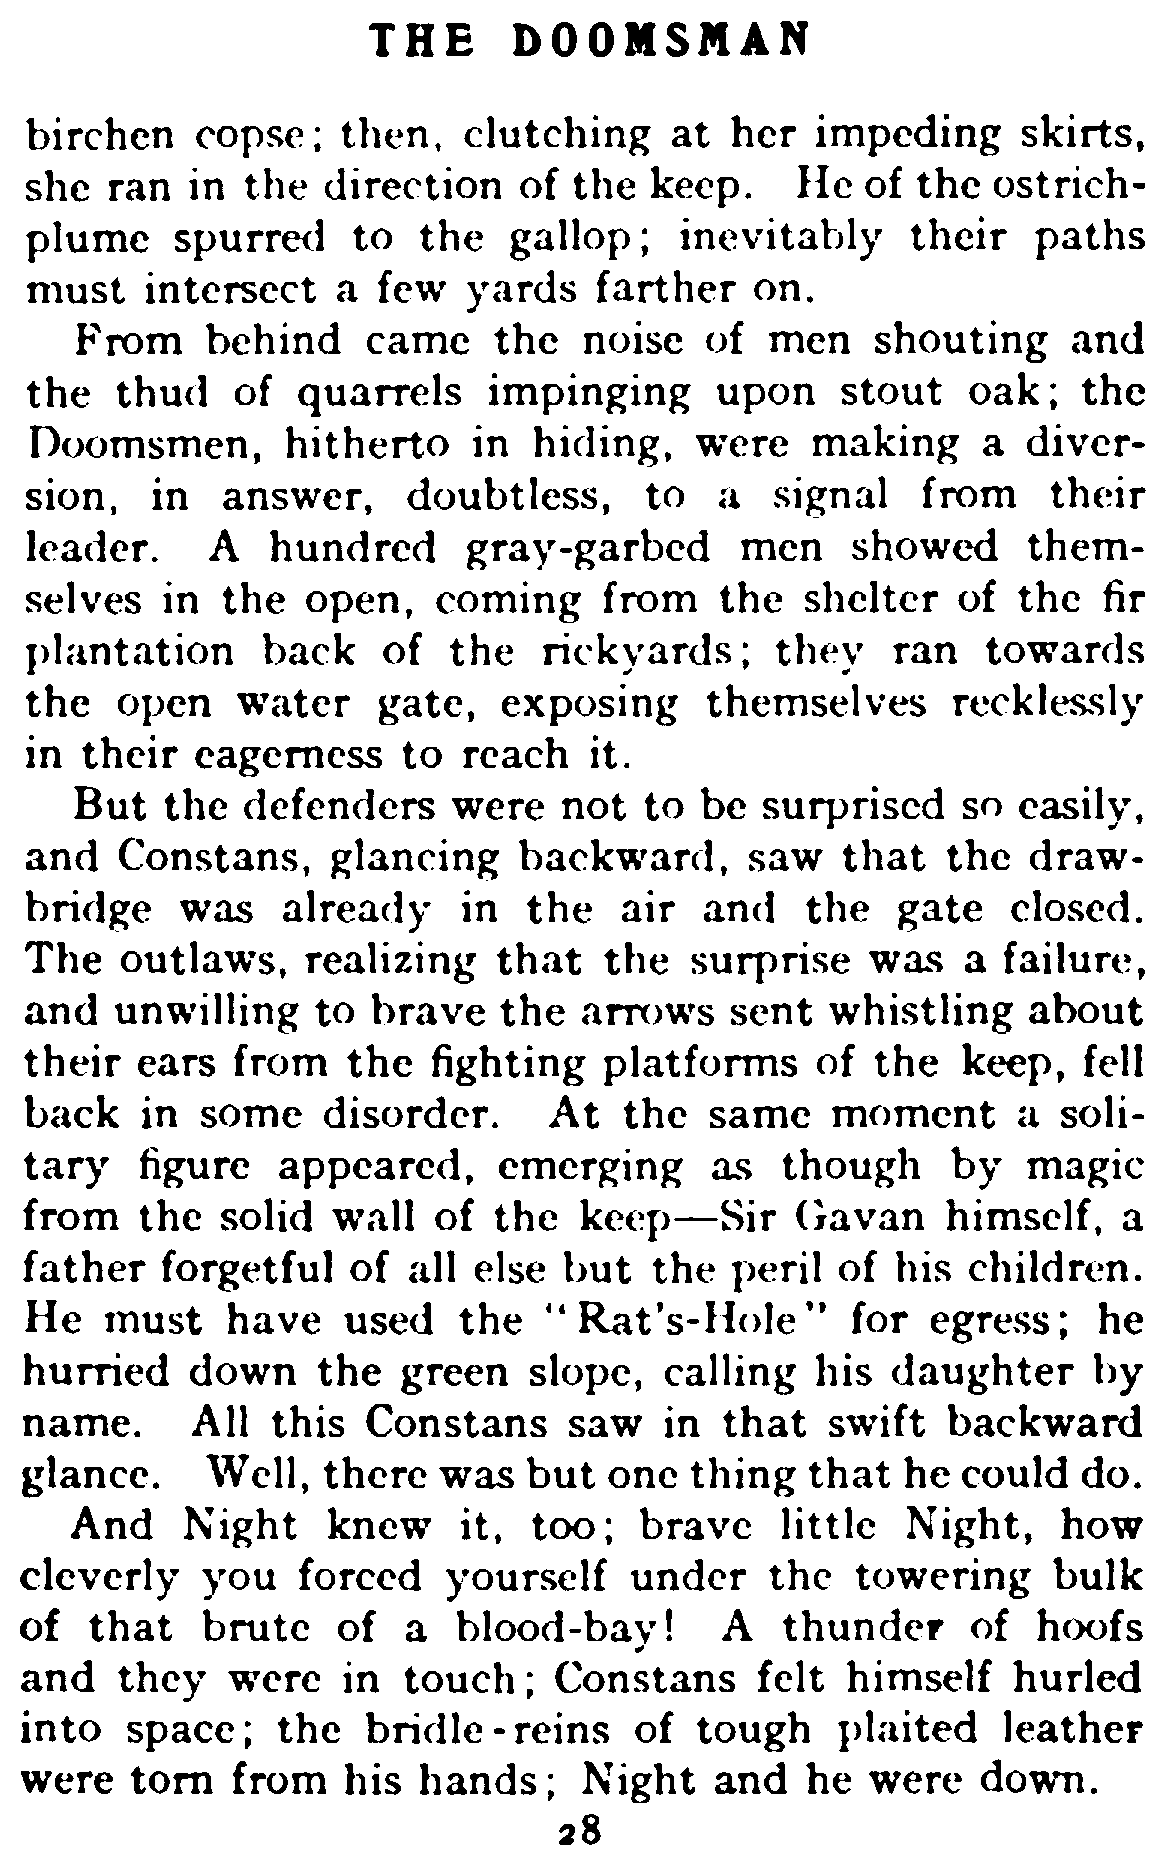 THE DOOMSMAN
birchen copse; then, clutching at her impeding skirts,
she ran in the direction of the keep. He of the ostrich-
plume spurred to the gallop; inevitably their paths
must intersect a few yards farther on.
From behind came the noise of men shouting and
the thud of quarrels impinging upon stout oak; the
Doomsmen, hitherto in hiding, were making a diver-
sion, in answer, doubtless, to a signal from their
leader. A hundred gray-garbed men showed them-
selves in the open, coming from the shelter of the fir
plantation back of the rickyards; they ran towards
the open water gate, exposing themselves recklessly
in their eagerness to reach it.
But the defenders were not to be surprised so easily,
and Constans, glancing backward, saw that the draw-
bridge was already in the air and the gate closed.
The outlaws, realizing that the surprise was a failure,
and unwilling to brave the arrows sent whistling about
their ears from the fighting platforms of the keep, fell
back in some disorder. At the same moment a soli-
tary figure appeared, emerging as though by magic
from the solid wall of the keep—Sir Gavan himself, a
father forgetful of all else but the peril of his children.
He must have used the "Rat's-Hole" for egress; he
hurried down the green slope, calling his daughter by
name. All this Constans saw in that swift backward
glance. Well, there was but one thing that he could do.
And Night knew it, too; brave little Night, how
cleverly you forced yourself under the towering bulk
of that brute of a blood-bay! A thunder of hoofs
and they were in touch; Constans felt himself hurled
into space; the bridle-reins of tough plaited leather
were torn from his hands; Night and he were down.
28